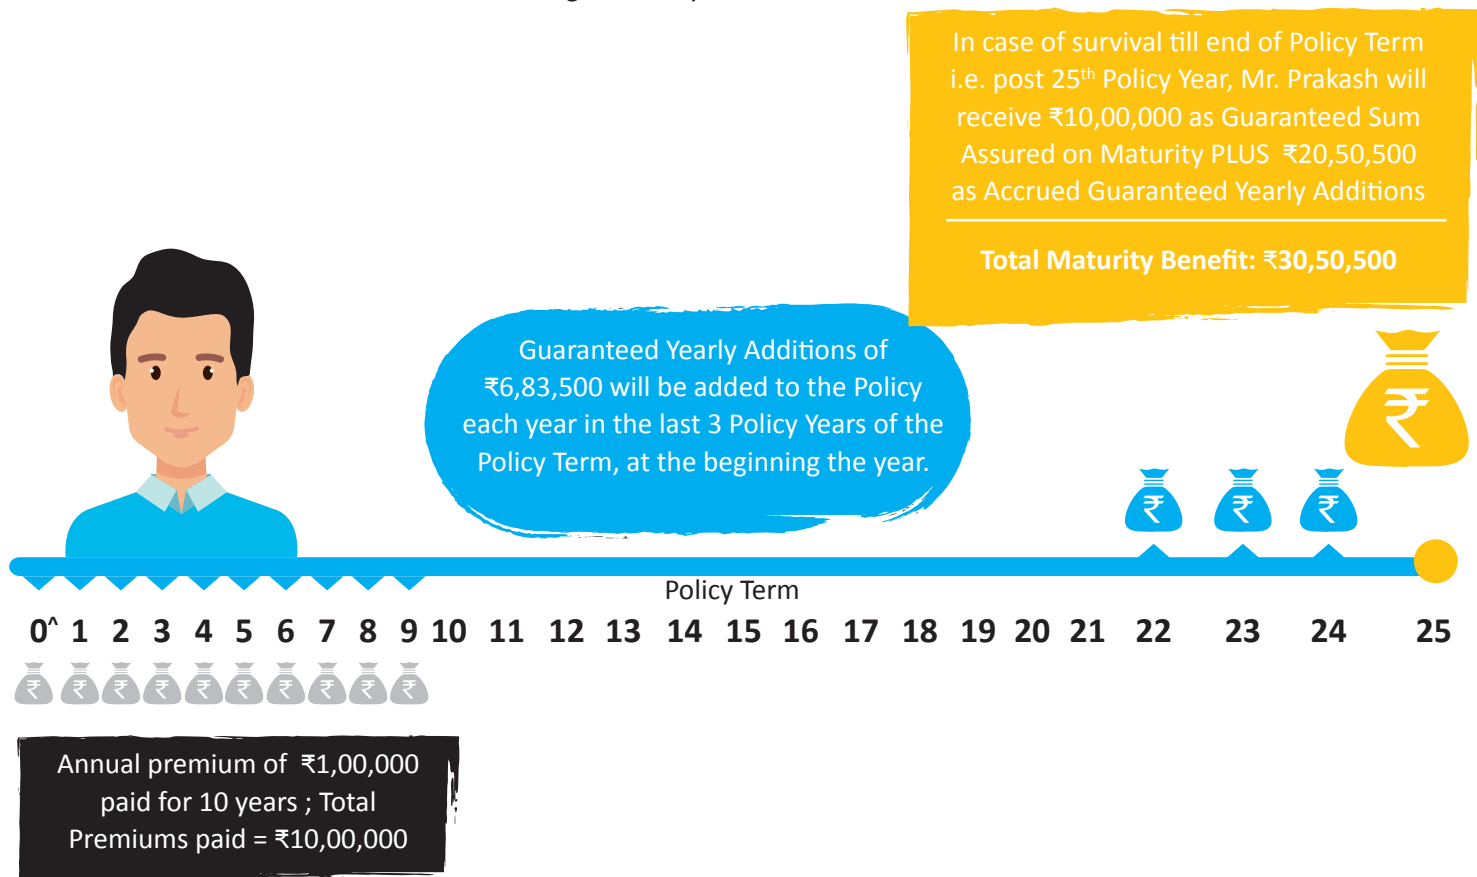 In case of survival till end of Policy Term
i.e. post 25th Policy Year, Mr. Prakash will
receive ₹10,00,000 as Guaranteed Sum
Assured on Maturity PLUS ₹20,50,500
as Accrued Guaranteed Yearly Additions
Total Maturity Benefit: ₹30,50,500
Guaranteed Yearly Additions of
₹6,83,500 will be added to the Policy
each year in the last 3 Policy Years of the
Policy Term, at the beginning the year.
₹
₹ ₹ ₹
Policy Term
0^ 1 2 3 4 5 6 7 8 9 10 11 12 13 14 15 16 17 18 19 20 21 22 23 24 25
₹ ₹ ₹ ₹ ₹ ₹ ₹ ₹ ₹ ₹
Annual premium of ₹1,00,000
paid for 10 years ; Total
Premiums paid = ₹10,00,000